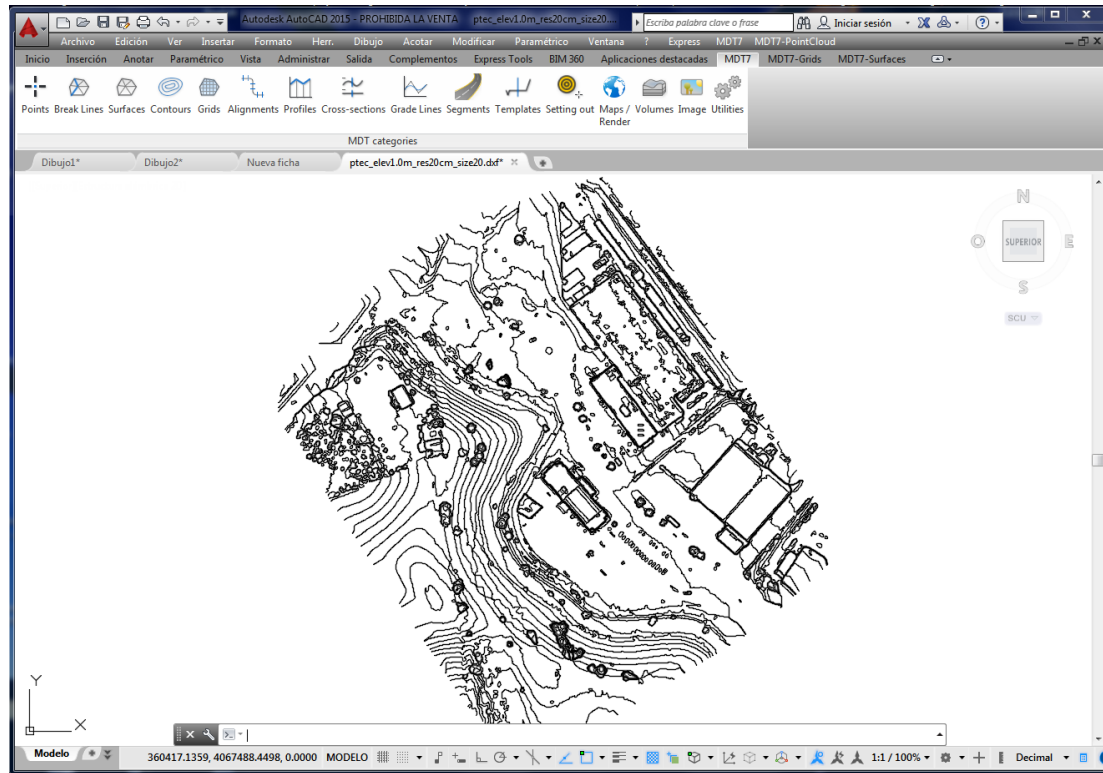 Autodesk AutoCAD 2015 - PROHIBIDA LA VENTA ptec_elev1.0m_res20cm_size20.... Escriba palabra clave o frase Iniciar sesión
Archivo Edición Ver Insertar Formato Herr. Dibujo Acotar Modificar Paramétrico Ventana ? Express MDT7 MDT7-PointCloud
Inicio Inserción Anotar Paramétrico Vista Administrar Salida Complementos Express Tools BIM 360 Aplicaciones destacadas MDT7 MDT7-Grids MDT7-Surfaces
Points Break Lines Surfaces Contours Grids Alignments Profiles Cross-sections Grade Lines Segments Templates Setting out Maps / Volumes Image Utilities
Render
MDT categories
Dibujo1* Dibujo2* Nueva ficha ptec_elev1.0m_res20cm_size20.dxf*
N
O SUPERIOR E
S
SCU
Y
X
Modelo 360417.1359, 4067488.4498, 0.0000 MODELO 1:1 / 100% Decimal